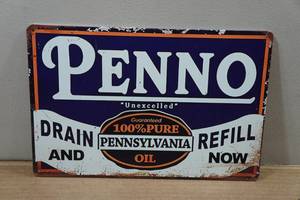 PENNO
"Unexcelled"
Guaranteed
100% PURE
PENNSYLVANIA
OIL
DRAIN
AND
REFILL
NOW